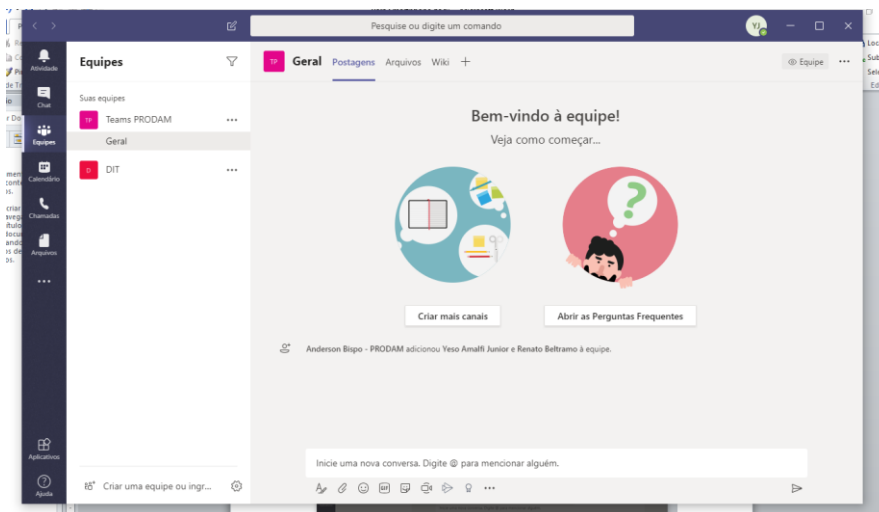 Pesquise ou digite um comando
YJ
Atividade
Chat
Equipes
Calendário
Chamadas
Arquivos
Aplicativos
Ajuda
Equipes
Suas equipes
TP Teams PRODAM
Geral
D DIT
Criar uma equipe ou ingr...
TP Geral Postagens Arquivos Wiki
Equipe
Bem-vindo à equipe!
Veja como começar...
Criar mais canais
Abrir as Perguntas Frequentes
Anderson Bispo - PRODAM adicionou Yeso Amalfi Junior e Renato Beltramo à equipe.
Inicie uma nova conversa. Digite @ para mencionar alguém.
GIF